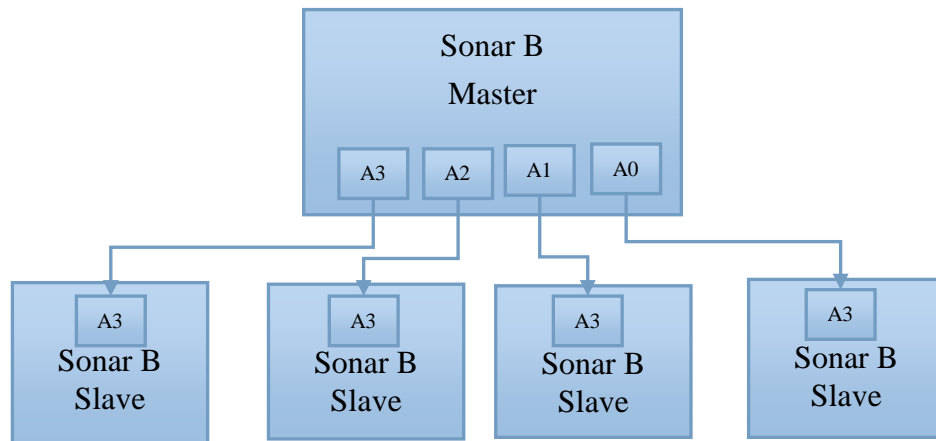 Sonar B
Master
A3
A2
A1
A0
A3
Sonar B
Slave
A3
Sonar B
Slave
A3
Sonar B
Slave
A3
Sonar B
Slave